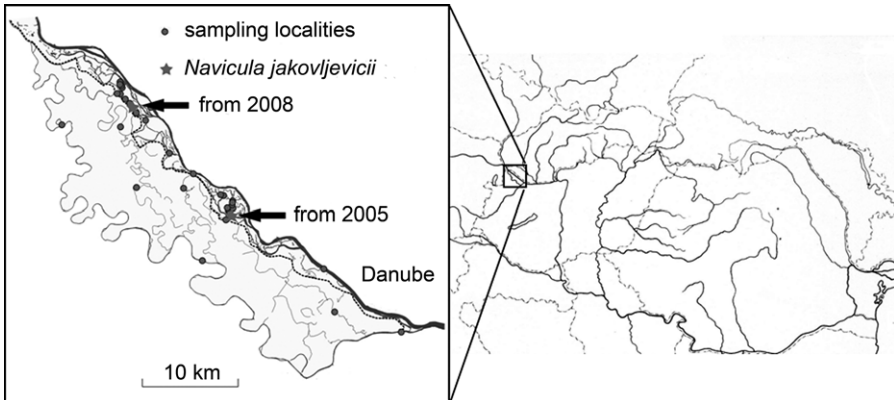 sampling localities
Navicula jakovljevicii
from 2008
from 2005
Danube
10 km